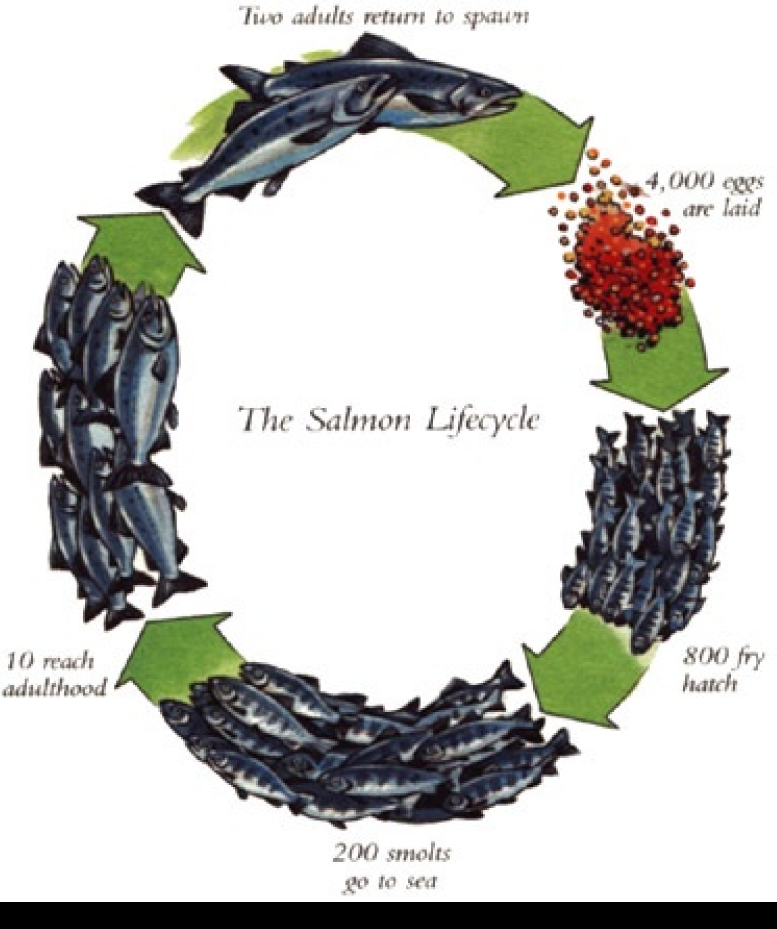 Two adults return to spawn
4,000 eggs
are laid
The Salmon Lifecycle
800 fry
hatch
10 reach
adulthood
200 smolts
go to sea